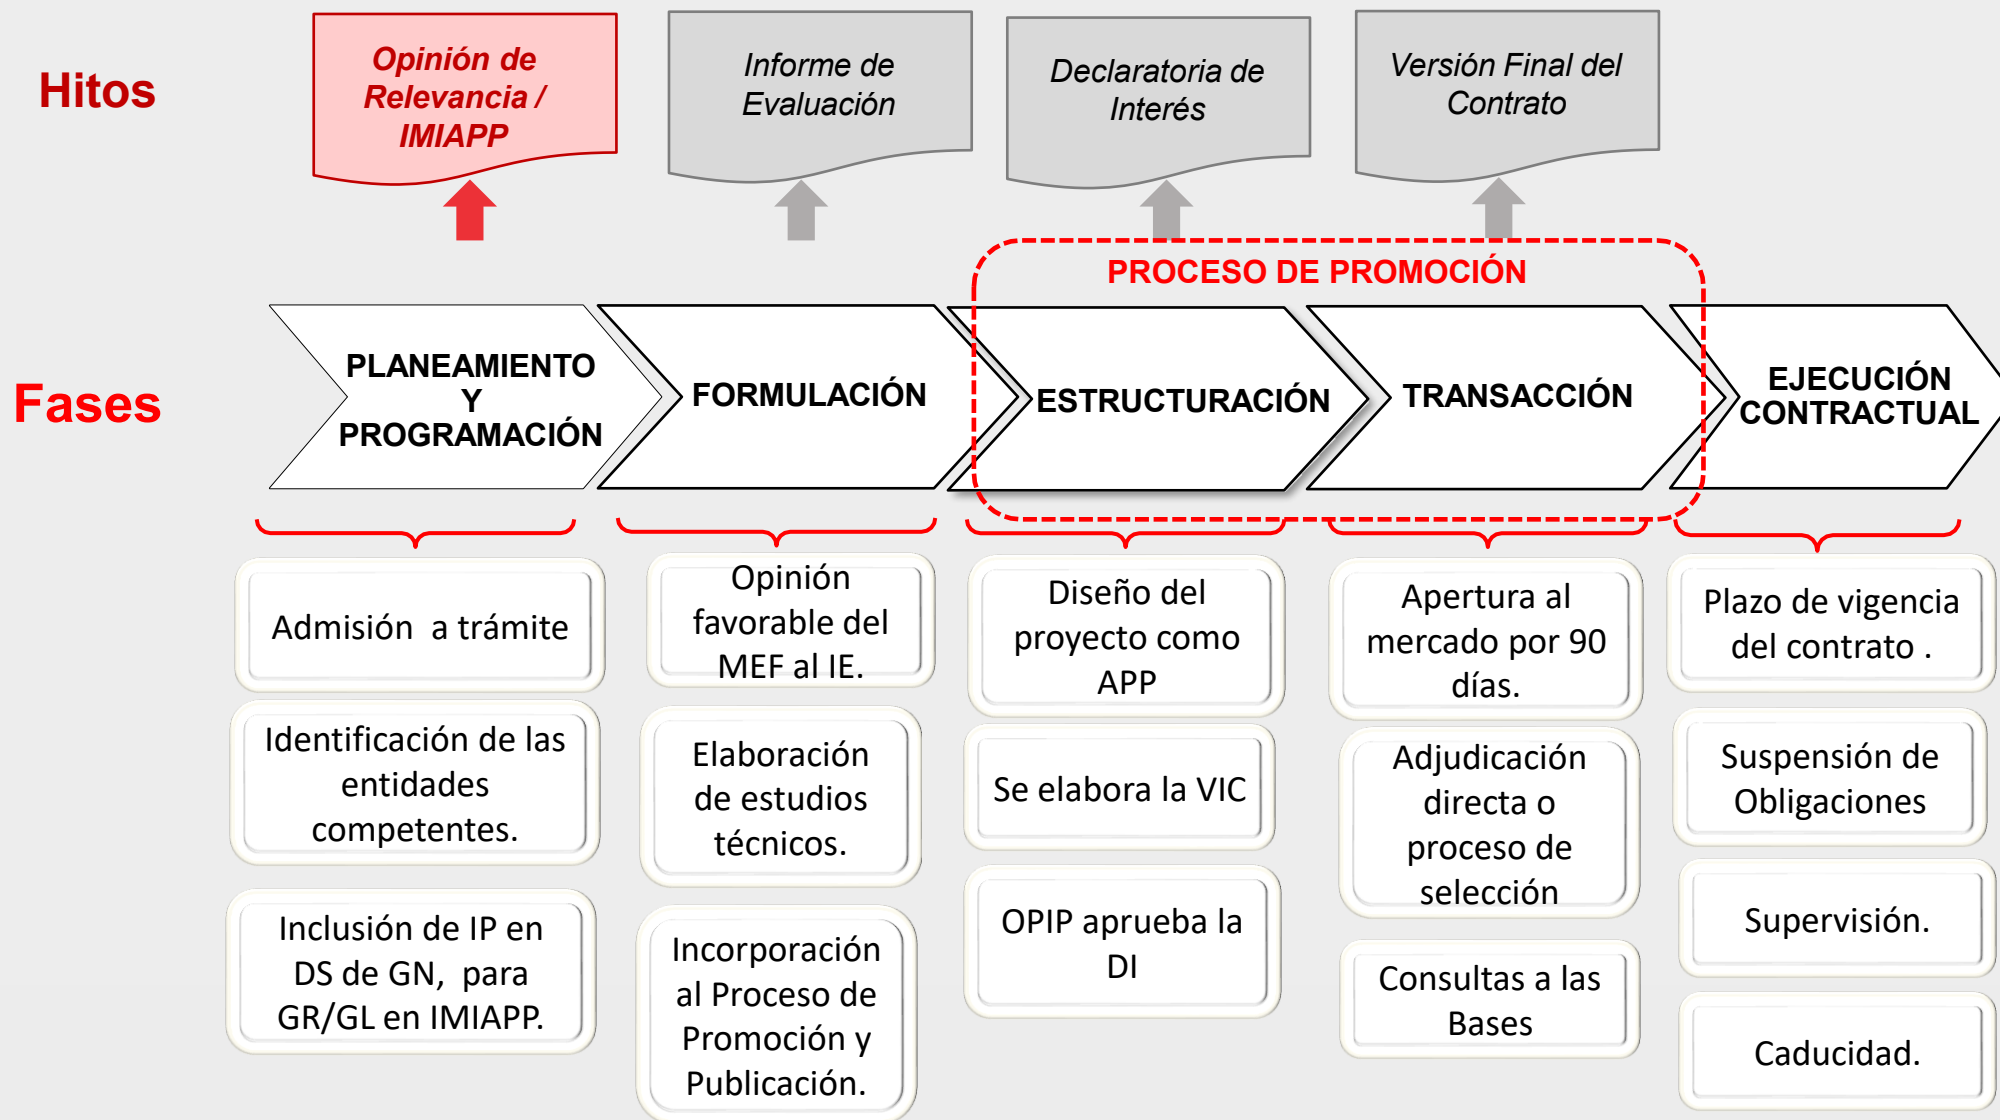 Hitos
Opinión de
Relevancia /
IMIAPP
Informe de
Evaluación
Declaratoria de
Interés
Versión Final del
Contrato
PROCESO DE PROMOCIÓN
Fases
PLANEAMIENTO
Y
PROGRAMACIÓN
FORMULACIÓN
ESTRUCTURACIÓN
TRANSACCIÓN
EJECUCIÓN
CONTRACTUAL
Admisión a trámite
Identificación de las
entidades
competentes.
Inclusión de IP en
DS de GN, para
GR/GL en IMIAPP.
Opinión
favorable del
MEF al IE.
Elaboración
de estudios
técnicos.
Incorporación
al Proceso de
Promoción y
Publicación.
Diseño del
proyecto como
APP
Se elabora la VIC
OPIP aprueba la
DI
Apertura al
mercado por 90
días.
Adjudicación
directa o
proceso de
selección
Consultas a las
Bases
Plazo de vigencia
del contrato .
Suspensión de
Obligaciones
Supervisión.
Caducidad.